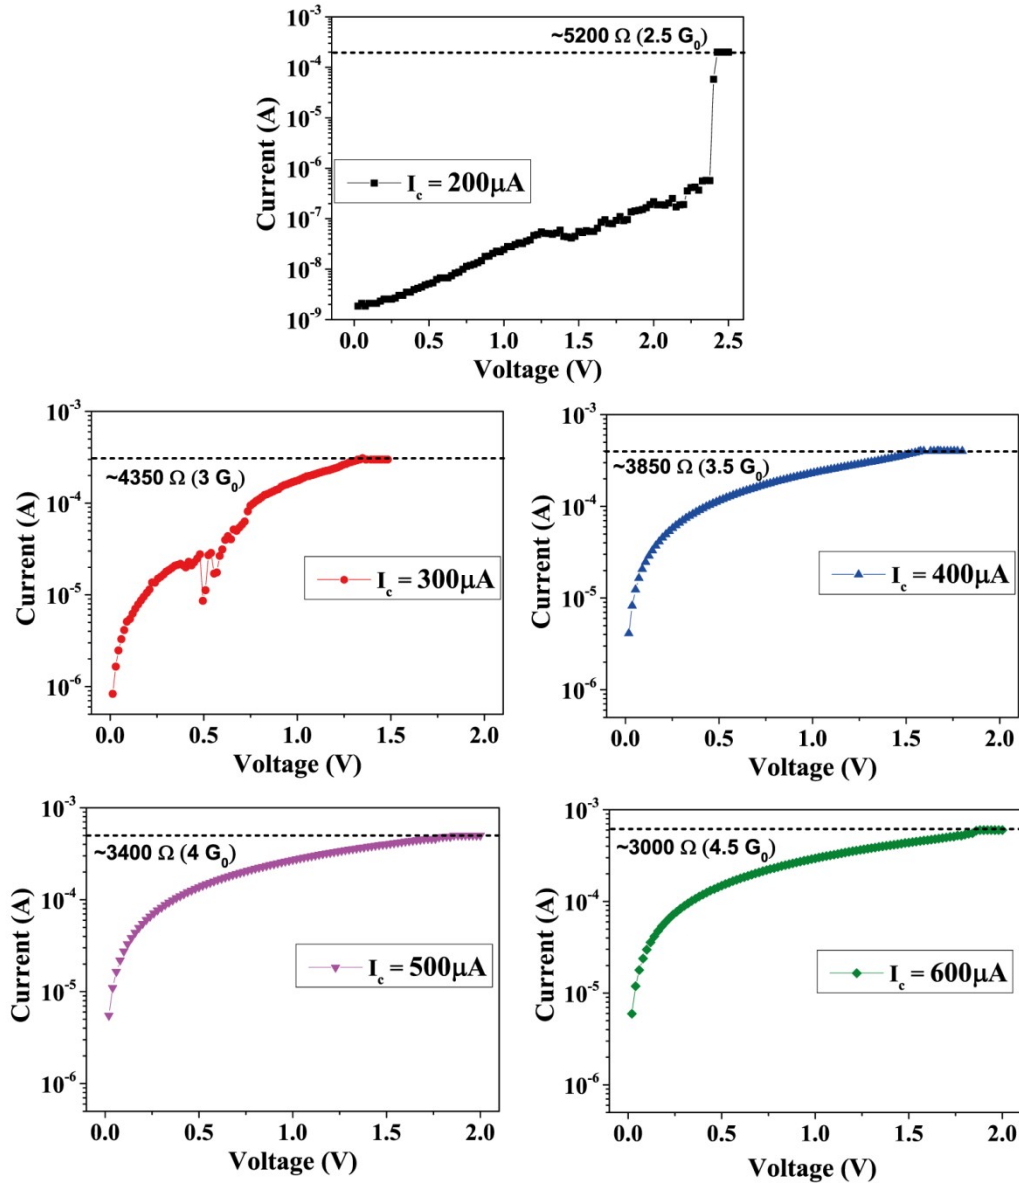 10⁻³
~5200 Ω (2.5 G₀)
10⁻⁴
10⁻⁵
10⁻⁶
I_c = 200μA
10⁻⁷
10⁻⁸
10⁻⁹
Current (A)
0.0 0.5 1.0 1.5 2.0 2.5
Voltage (V)
10⁻³
~4350 Ω (3 G₀)
10⁻⁴
I_c = 300μA
10⁻⁵
10⁻⁶
Current (A)
0.0 0.5 1.0 1.5 2.0
Voltage (V)
10⁻³
~3850 Ω (3.5 G₀)
10⁻⁴
I_c = 400μA
10⁻⁵
10⁻⁶
Current (A)
0.0 0.5 1.0 1.5 2.0
Voltage (V)
10⁻³
~3400 Ω (4 G₀)
10⁻⁴
I_c = 500μA
10⁻⁵
10⁻⁶
Current (A)
0.0 0.5 1.0 1.5 2.0
Voltage (V)
10⁻³
~3000 Ω (4.5 G₀)
10⁻⁴
I_c = 600μA
10⁻⁵
10⁻⁶
Current (A)
0.0 0.5 1.0 1.5 2.0
Voltage (V)